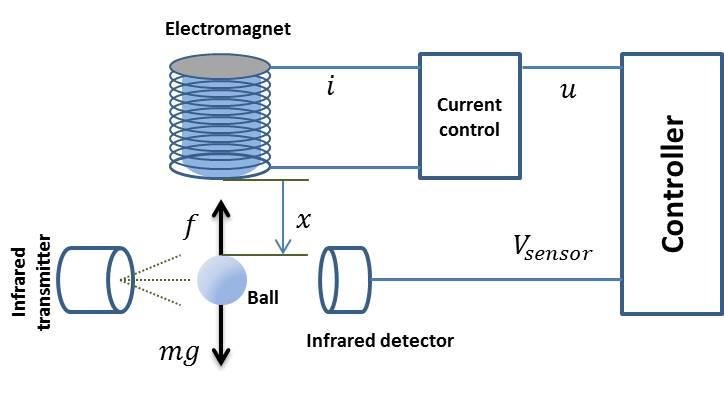 Electromagnet
i
Current
control
u
Controller
f
x
V_sensor
Infrared
transmitter
Ball
Infrared detector
mg